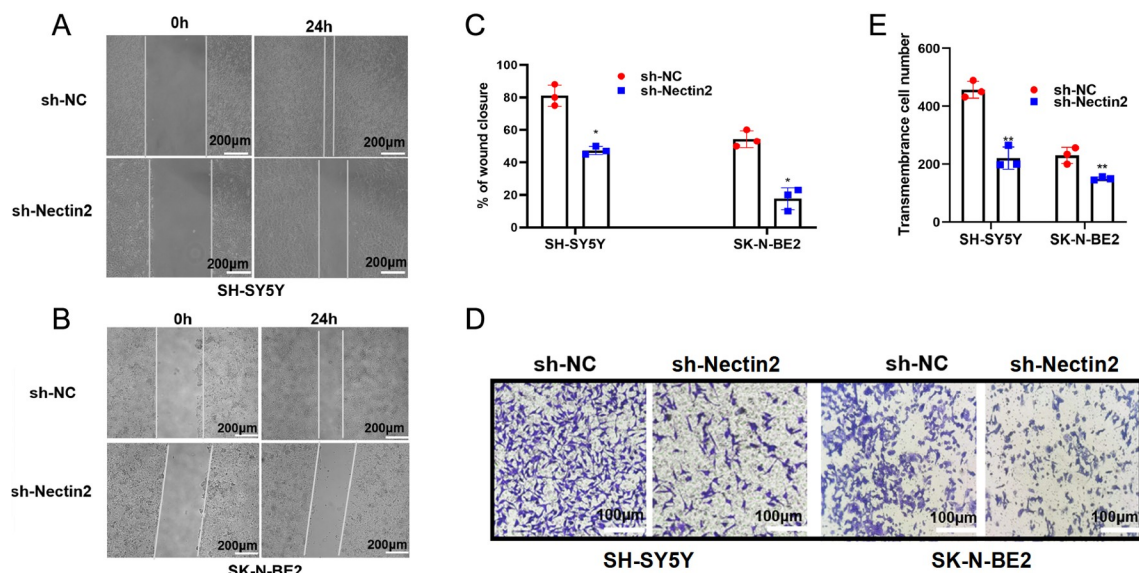 A
0h
24h
sh-NC
200µm
200µm
sh-Nectin2
200µm
200µm
SH-SY5Y
B
0h
24h
sh-NC
200µm
200µm
sh-Nectin2
200µm
200µm
SK-N-BE2
C
% of wound closure
100
80
60
40
20
0
sh-NC
sh-Nectin2
*
*
SH-SY5Y
SK-N-BE2
E
Transmembrance cell number
600
400
200
0
sh-NC
sh-Nectin2
**
**
SH-SY5Y
SK-N-BE2
D
sh-NC
sh-Nectin2
sh-NC
sh-Nectin2
100µm
100µm
100µm
100µm
SH-SY5Y
SK-N-BE2